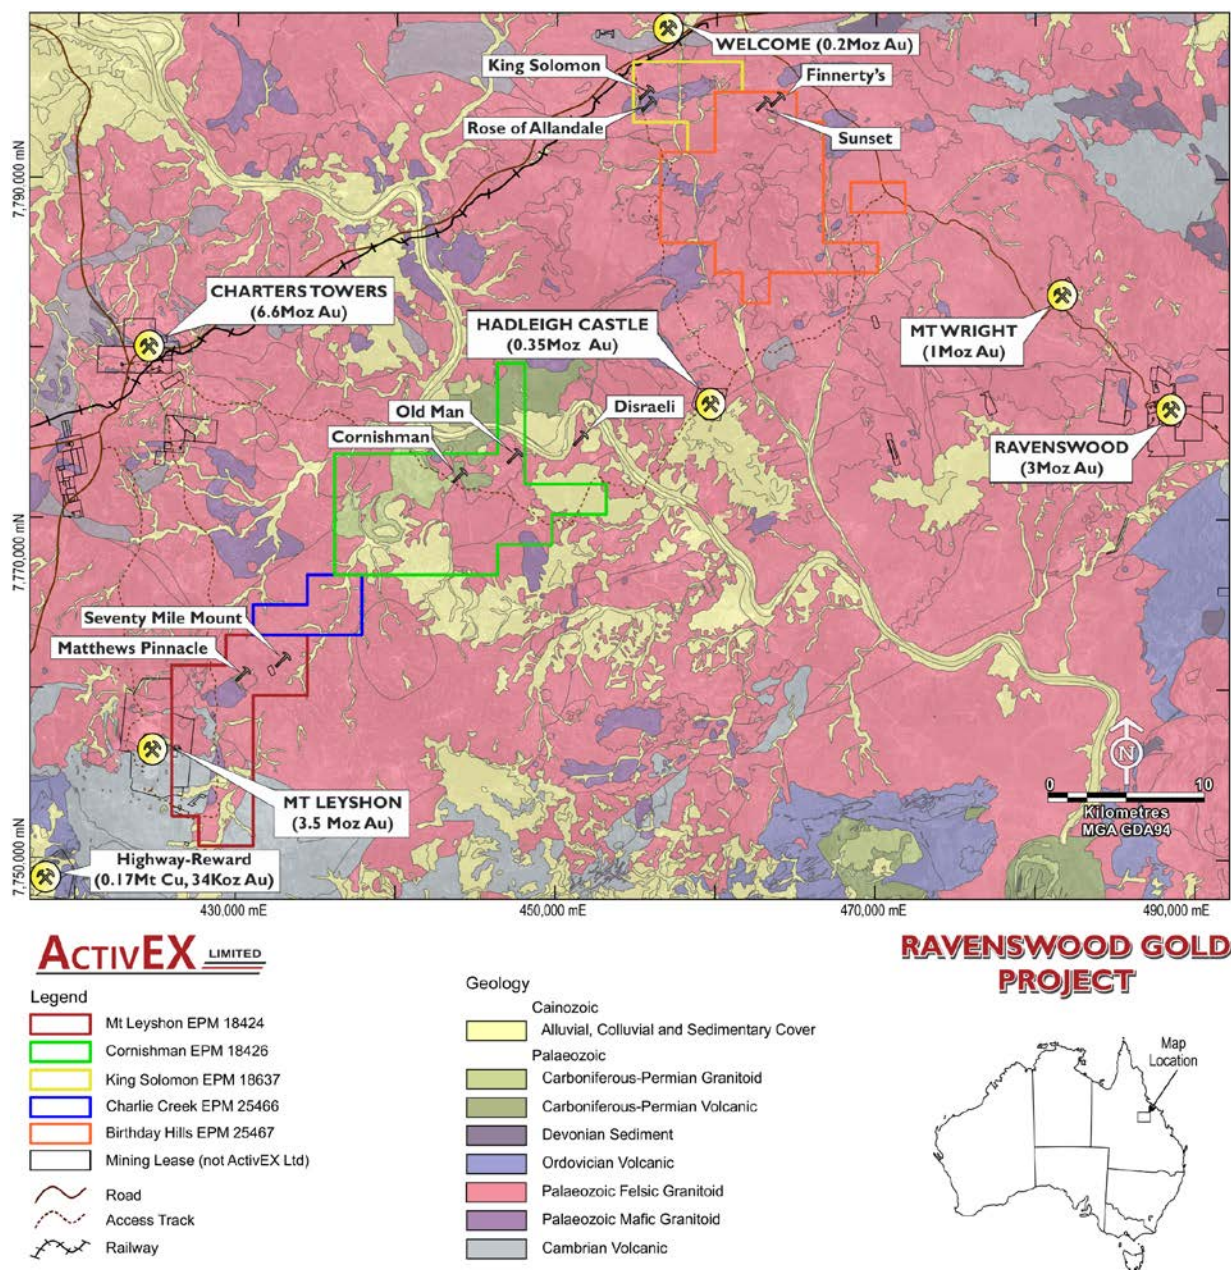 WELCOME (0.2Moz Au)
King Solomon
Finnerty's
Rose of Allandale
Sunset
7,790,000 mN
CHARTERS TOWERS
(6.6Moz Au)
HADLEIGH CASTLE
(0.35Moz Au)
MT WRIGHT
(1Moz Au)
Old Man
Disraeli
Cornishman
RAVENSWOOD
(3Moz Au)
7,770,000 mN
Seventy Mile Mount
Matthews Pinnacle
N
MT LEYSHON
(3.5 Moz Au)
0 10
Kilometres
MGA GDA94
Highway-Reward
(0.17Mt Cu, 34Koz Au)
7,750,000 mN
430,000 mE
450,000 mE
470,000 mE
490,000 mE
ACTIVEX LIMITED
RAVENSWOOD GOLD
PROJECT
Legend
Mt Leyshon EPM 18424
Cornishman EPM 18426
King Solomon EPM 18637
Charlie Creek EPM 25466
Birthday Hills EPM 25467
Mining Lease (not ActivEX Ltd)
Road
Access Track
Railway
Geology
Cainozoic
Alluvial, Colluvial and Sedimentary Cover
Palaeozoic
Carboniferous-Permian Granitoid
Carboniferous-Permian Volcanic
Devonian Sediment
Ordovician Volcanic
Palaeozoic Felsic Granitoid
Palaeozoic Mafic Granitoid
Cambrian Volcanic
Map
Location